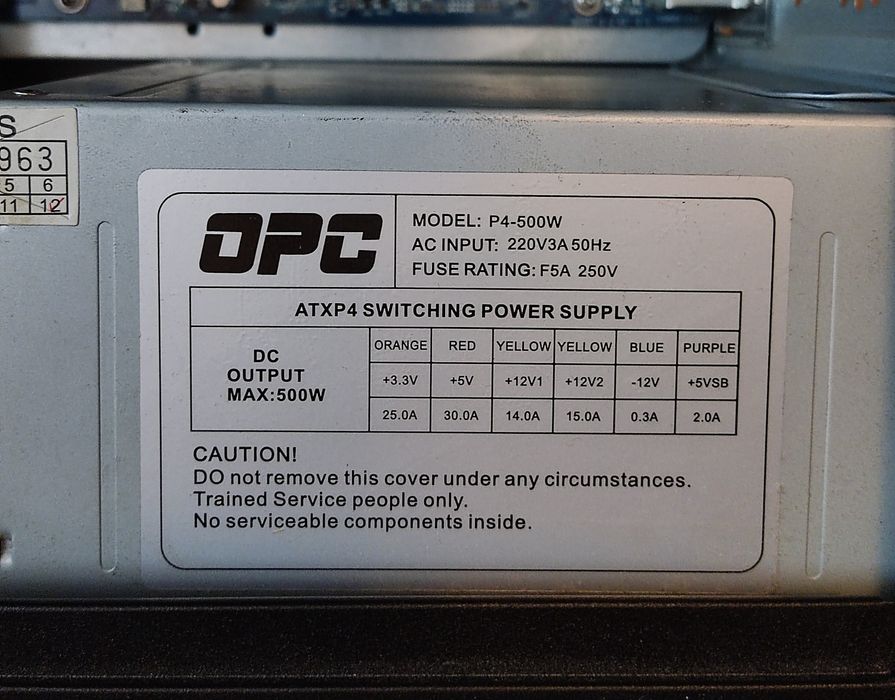 S
963
5 6
11 12
OPC
MODEL: P4-500W
AC INPUT: 220V3A 50Hz
FUSE RATING: F5A 250V
ATXP4 SWITCHING POWER SUPPLY
DC OUTPUT MAX:500W
ORANGE RED YELLOW YELLOW BLUE PURPLE
+3.3V +5V +12V1 +12V2 -12V +5VSB
25.0A 30.0A 14.0A 15.0A 0.3A 2.0A
CAUTION!
DO not remove this cover under any circumstances.
Trained Service people only.
No serviceable components inside.